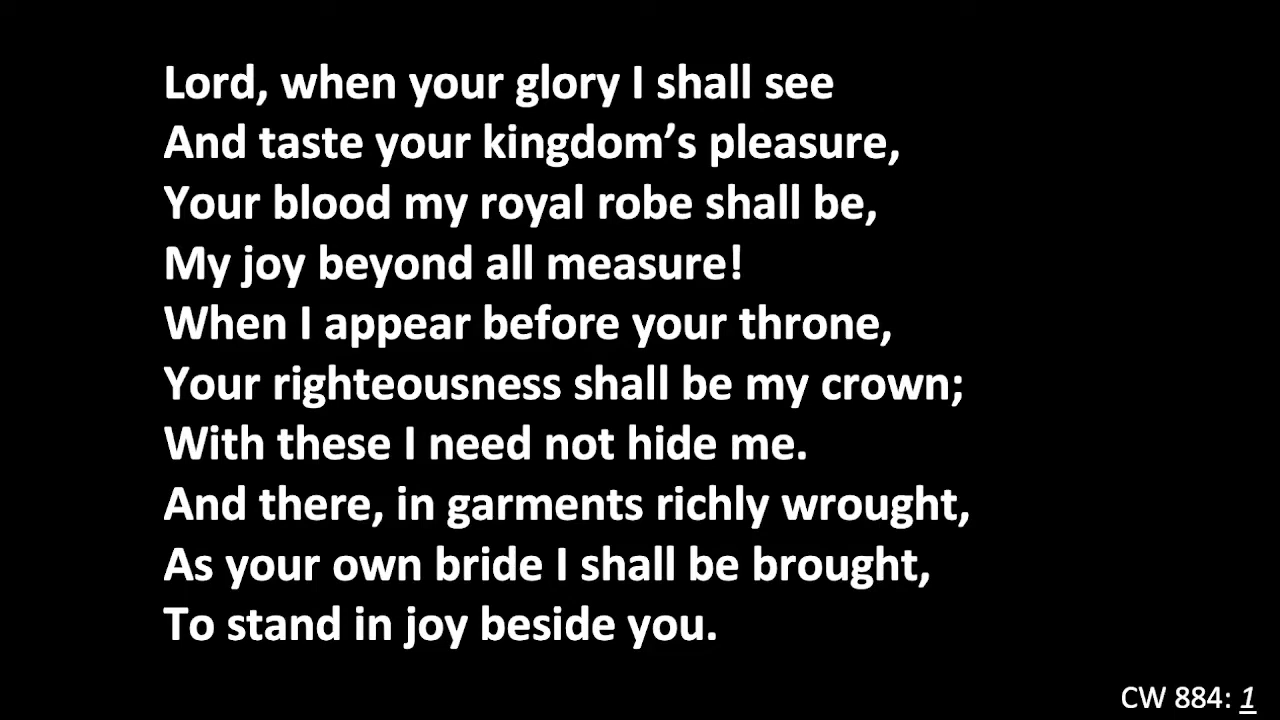 Lord, when your glory I shall see
And taste your kingdom’s pleasure,
Your blood my royal robe shall be,
My joy beyond all measure!
When I appear before your throne,
Your righteousness shall be my crown;
With these I need not hide me.
And there, in garments richly wrought,
As your own bride I shall be brought,
To stand in joy beside you.
CW 884: 1